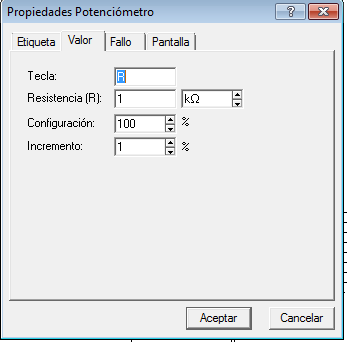 Propiedades Potenciómetro
Etiqueta Valor Fallo Pantalla
Tecla: R
Resistencia (R): 1 kΩ
Configuración: 100 %
Incremento: 1 %
Aceptar Cancelar